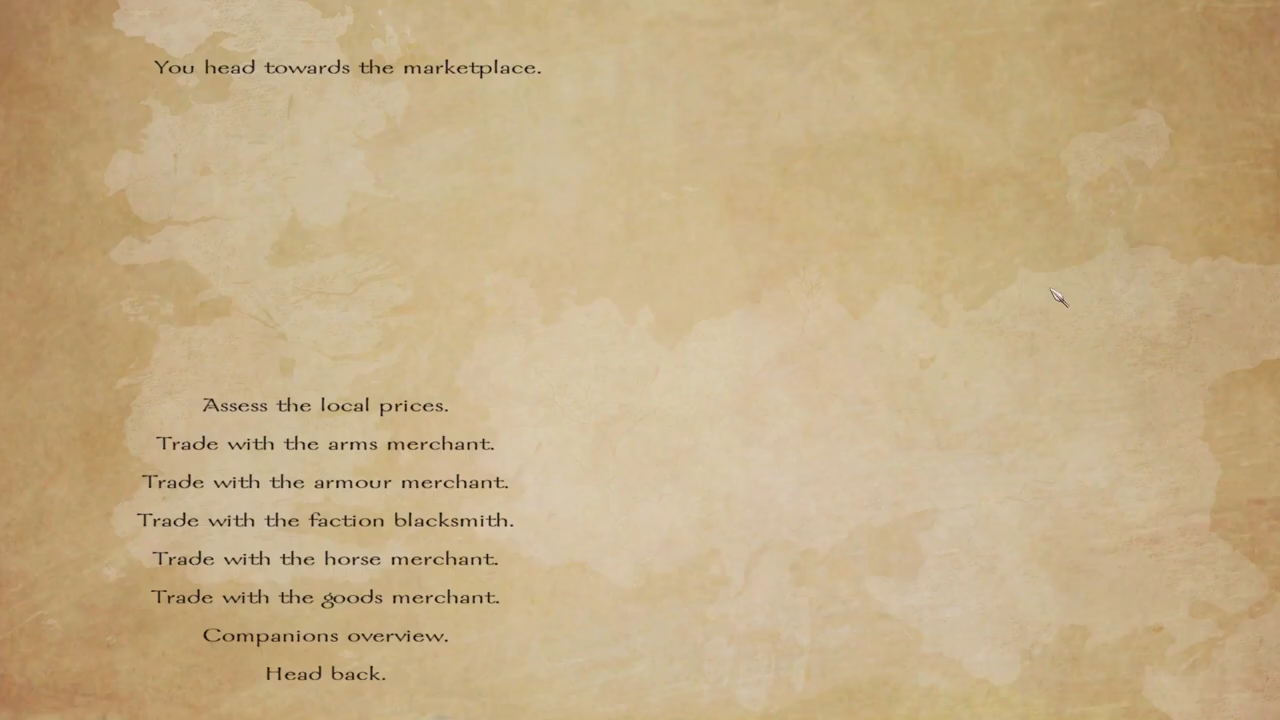 You head towards the marketplace.
Assess the local prices.
Trade with the arms merchant.
Trade with the armour merchant.
Trade with the faction blacksmith.
Trade with the horse merchant.
Trade with the goods merchant.
Companions overview.
Head back.